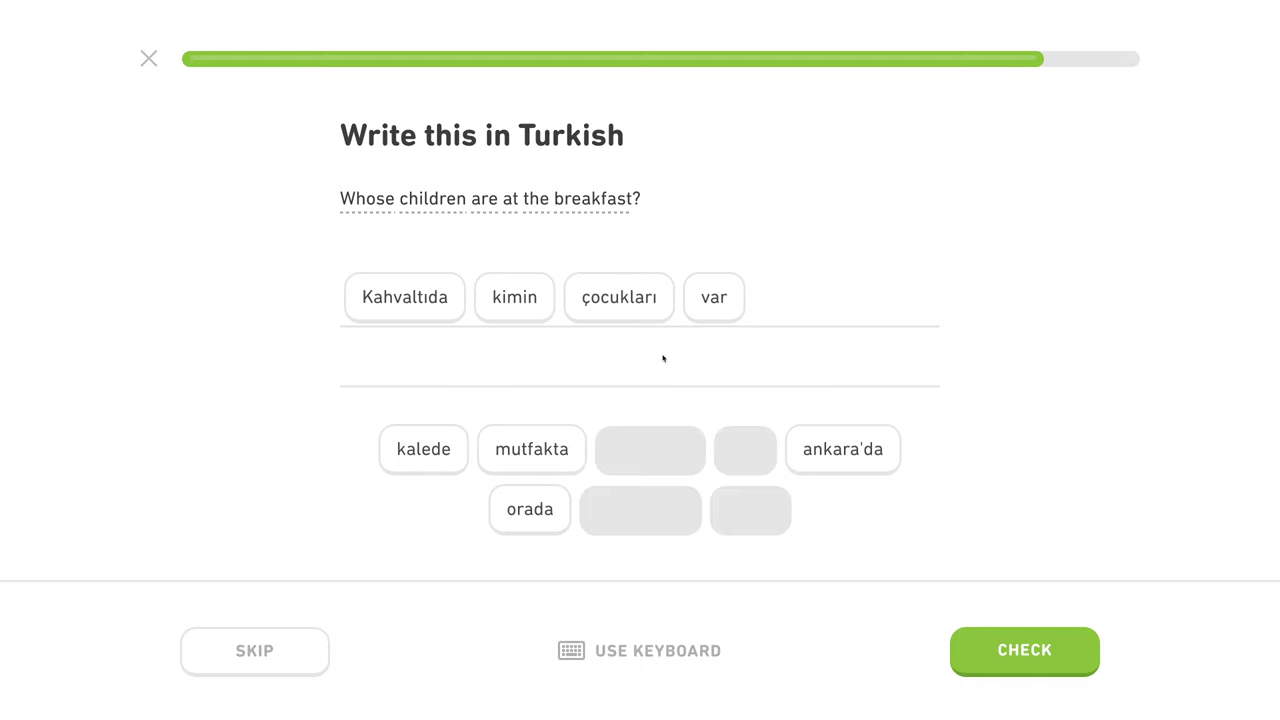 Write this in Turkish
Whose children are at the breakfast?
Kahvaltıda kimin çocukları var
kalede mutfakta ankara'da
orada
SKIP USE KEYBOARD CHECK